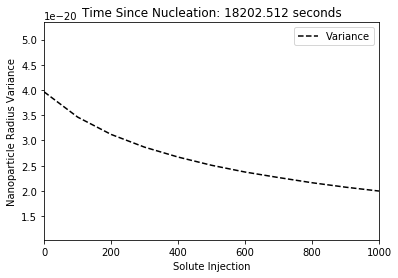 Time Since Nucleation: 18202.512 seconds
1e−20
Variance
5.0
4.5
4.0
3.5
3.0
2.5
2.0
1.5
Nanoparticle Radius Variance
0 200 400 600 800 1000
Solute Injection